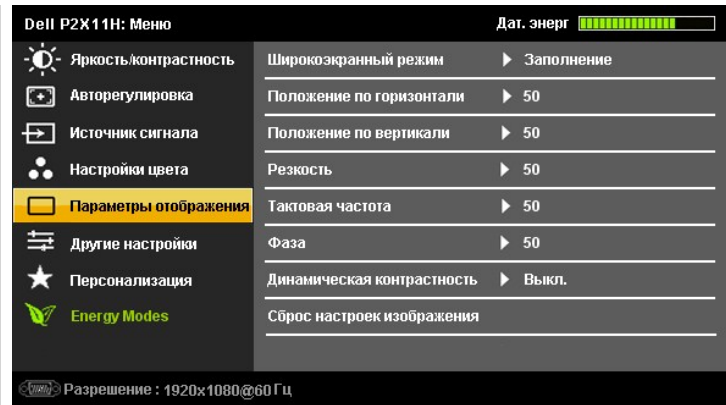 Dell P2X11H: Меню
Дат. энерг
Яркость/контрастность
Авторегулировка
Источник сигнала
Настройки цвета
Параметры отображения
Другие настройки
Персонализация
Energy Modes
Широкоэкранный режим Заполнение
Положение по горизонтали 50
Положение по вертикали 50
Резкость 50
Тактовая частота 50
Фаза 50
Динамическая контрастность Выкл.
Сброс настроек изображения
Разрешение : 1920x1080@60 Гц